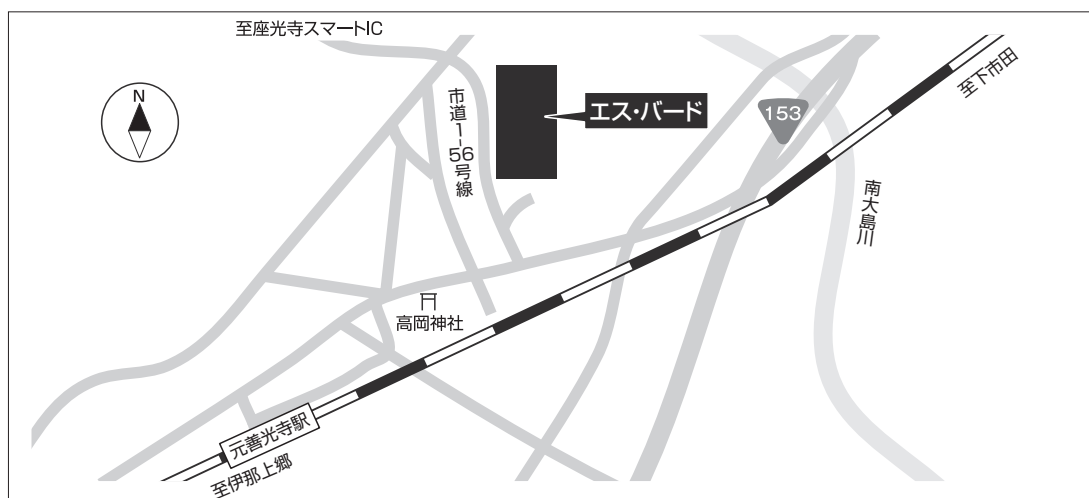 至座光寺スマートIC
N
市道1-56号線
エス・バード
153
至下市田
南大島川
高岡神社
元善光寺駅
至伊那上郷